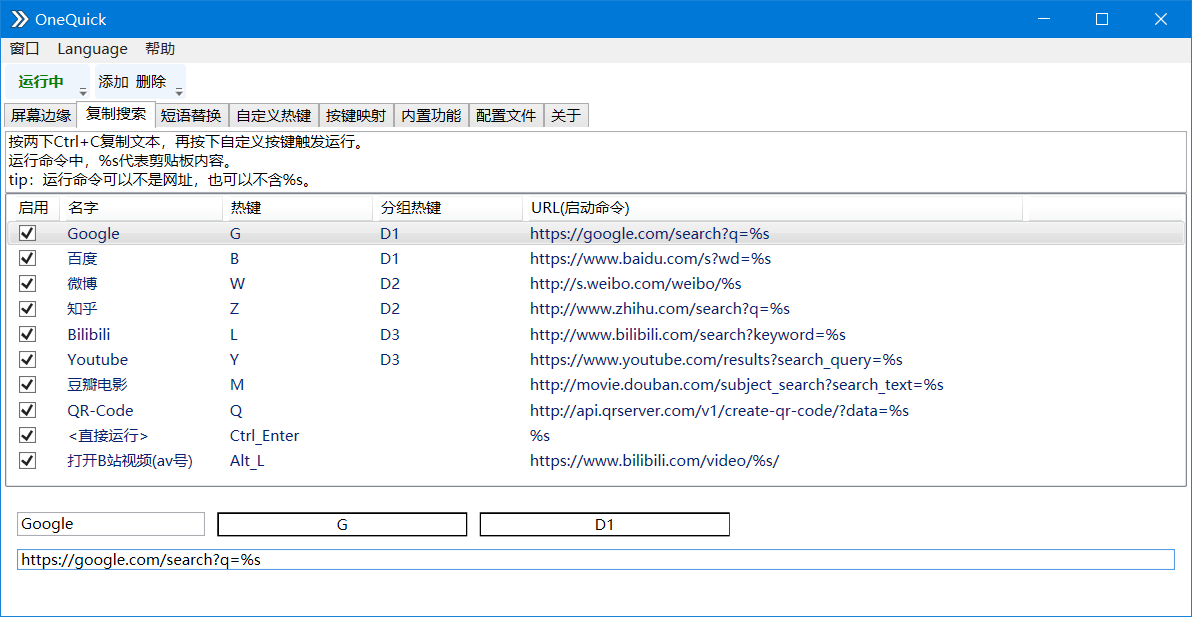 OneQuick
窗口 Language 帮助
运行中 添加 删除
屏幕边缘 复制搜索 短语替换 自定义热键 按键映射 内置功能 配置文件 关于
按两下Ctrl+C复制文本，再按下自定义按键触发运行。
运行命令中，%s代表剪贴板内容。
tip：运行命令可以不是网址，也可以不含%s。
启用 名字 热键 分组热键 URL(启动命令)
Google G D1 https://google.com/search?q=%s
百度 B D1 https://www.baidu.com/s?wd=%s
微博 W D2 http://s.weibo.com/weibo/%s
知乎 Z D2 http://www.zhihu.com/search?q=%s
Bilibili L D3 http://www.bilibili.com/search?keyword=%s
Youtube Y D3 https://www.youtube.com/results?search_query=%s
豆瓣电影 M http://movie.douban.com/subject_search?search_text=%s
QR-Code Q http://api.qrserver.com/v1/create-qr-code/?data=%s
<直接运行> Ctrl_Enter %s
打开B站视频(av号) Alt_L https://www.bilibili.com/video/%s/
Google G D1
https://google.com/search?q=%s